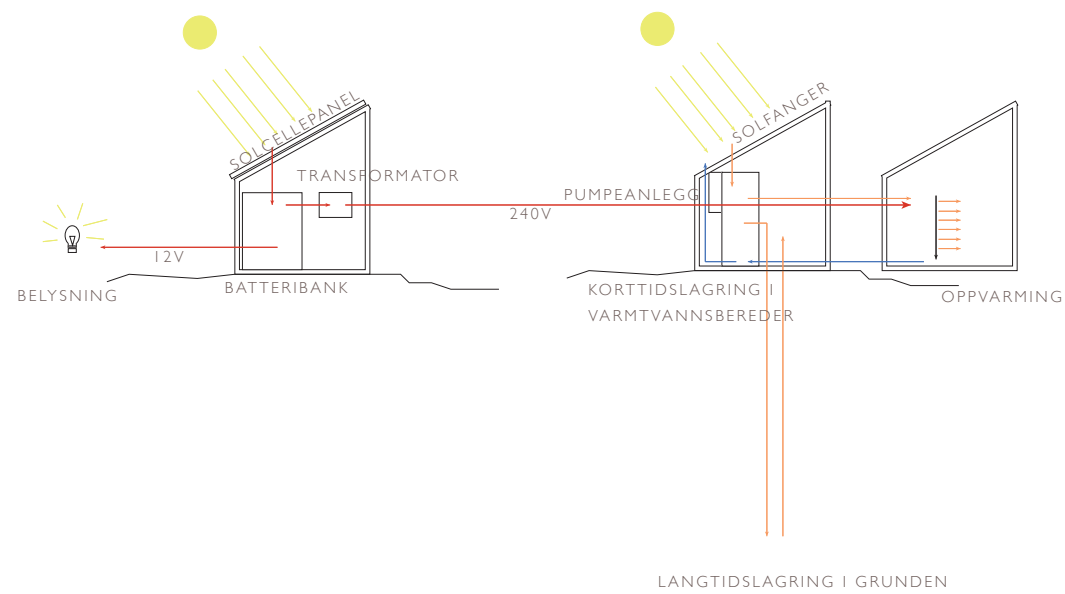 SOLCELLEPANEL
SOLFANGER
TRANSFORMATOR
PUMPEANLEGG
240V
12V
BELYSNING
BATTERIBANK
KORTTIDSLAGRING I
VARMTVANNSBEREDER
OPPVARMING
LANGTIDSLAGRING I GRUNDEN